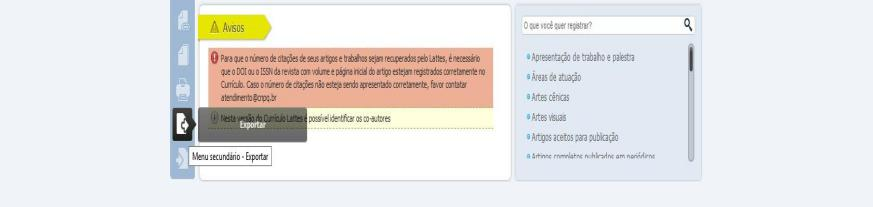 Avisos
Para que o número de citações de seus artigos e trabalhos sejam recuperados pelo Lattes, é necessário
que o DOI ou o ISSN da revista com volume e página inicial do artigo estejam registrados corretamente no
Currículo. Caso o número de citações não esteja sendo apresentado corretamente, favor contatar
atendimento@cnpq.br
Nesta versão do Currículo Lattes é possível identificar os co-autores
Exportar
Menu secundário - Exportar
O que você quer registrar?
Apresentação de trabalho e palestra
Áreas de atuação
Artes cênicas
Artes visuais
Artigos aceitos para publicação
Artigos completos publicados em periódicos